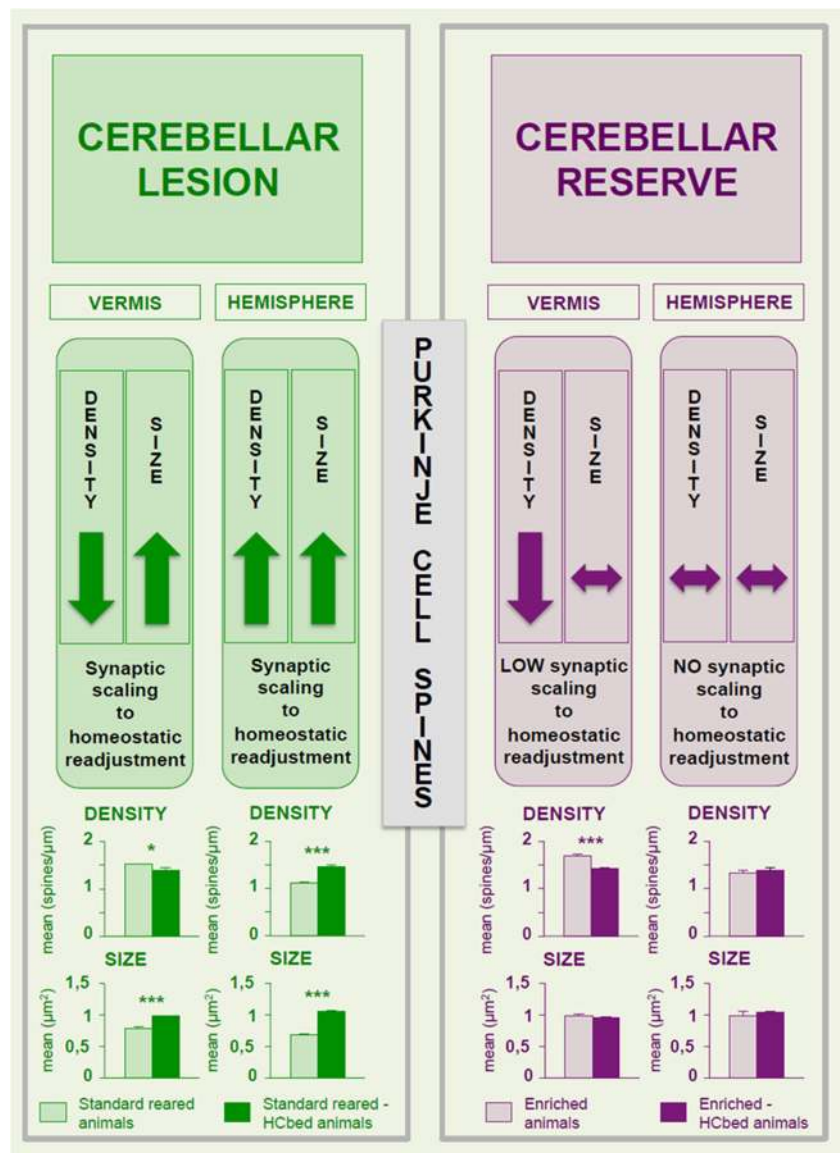 CEREBELLAR
LESION
VERMIS
HEMISPHERE
DENSITY
SIZE
DENSITY
SIZE
Synaptic
scaling
to
homeostatic
readjustment
Synaptic
scaling
to
homeostatic
readjustment
DENSITY
DENSITY
mean (spines/µm)
2
1
0
*
mean (spines/µm)
2
1
0
***
SIZE
SIZE
mean (µm²)
1,5
1
0,5
0
***
mean (µm²)
1,5
1
0,5
0
***
Standard reared
animals
Standard reared -
HCbed animals
PURKINJE CELL SPINES
CEREBELLAR
RESERVE
VERMIS
HEMISPHERE
DENSITY
SIZE
DENSITY
SIZE
LOW synaptic
scaling
to
homeostatic
readjustment
NO synaptic
scaling
to
homeostatic
readjustment
DENSITY
DENSITY
mean (spines/µm)
2
1
0
***
mean (spines/µm)
2
1
0
SIZE
SIZE
mean (µm²)
1,5
1
0,5
0
mean (µm²)
1,5
1
0,5
0
Enriched
animals
Enriched -
HCbed animals